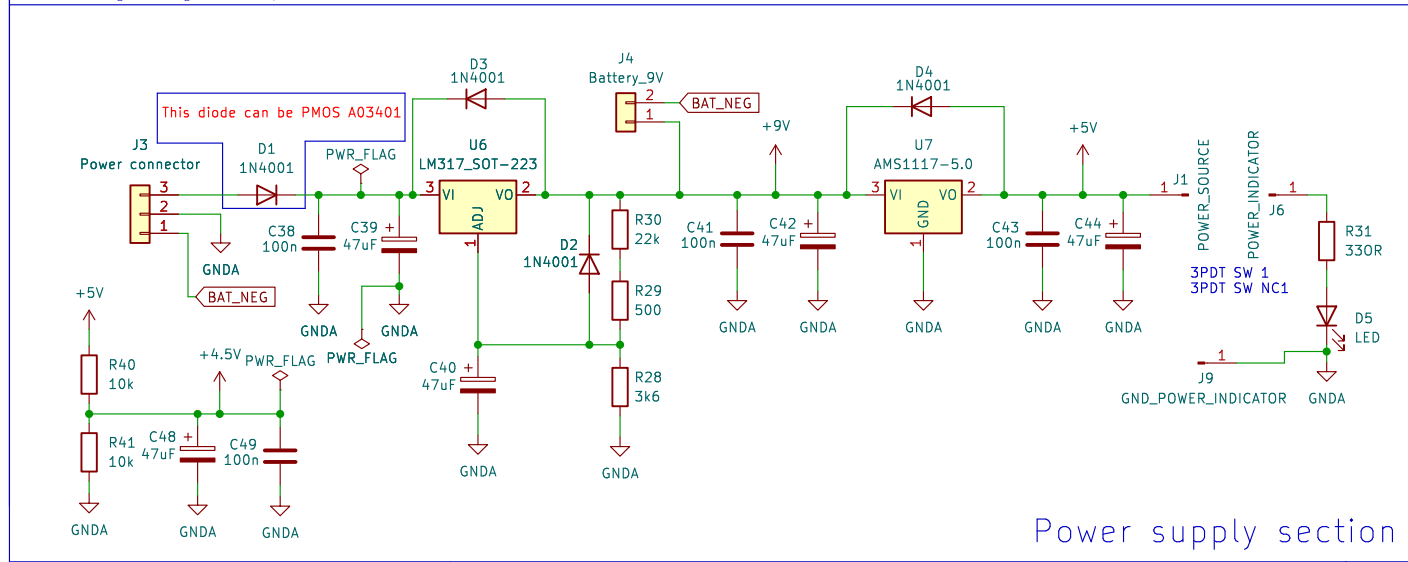 This diode can be PMOS A03401
J3
Power connector
3
2
1
D1
1N4001
GNDA
BAT_NEG
PWR_FLAG
C38
100n
GNDA
C39
47uF
+
GNDA
PWR_FLAG
D3
1N4001
U6
LM317_SOT-223
3
VI
VO
2
ADJ
1
D2
1N4001
R30
22k
R29
500
R28
3k6
GNDA
C40
47uF
+
GNDA
J4
Battery_9V
2
1
BAT_NEG
+9V
C41
100n
GNDA
C42
47uF
+
GNDA
D4
1N4001
U7
AMS1117-5.0
3
VI
VO
2
GND
1
GNDA
+5V
C43
100n
GNDA
C44
47uF
+
GNDA
1
J1
POWER_SOURCE
POWER_INDICATOR
1
J6
3PDT SW 1
3PDT SW NC1
R31
330R
D5
LED
GNDA
1
J9
GND_POWER_INDICATOR
+5V
R40
10k
R41
10k
GNDA
+4.5V
PWR_FLAG
C48
47uF
+
GNDA
C49
100n
GNDA
Power supply section